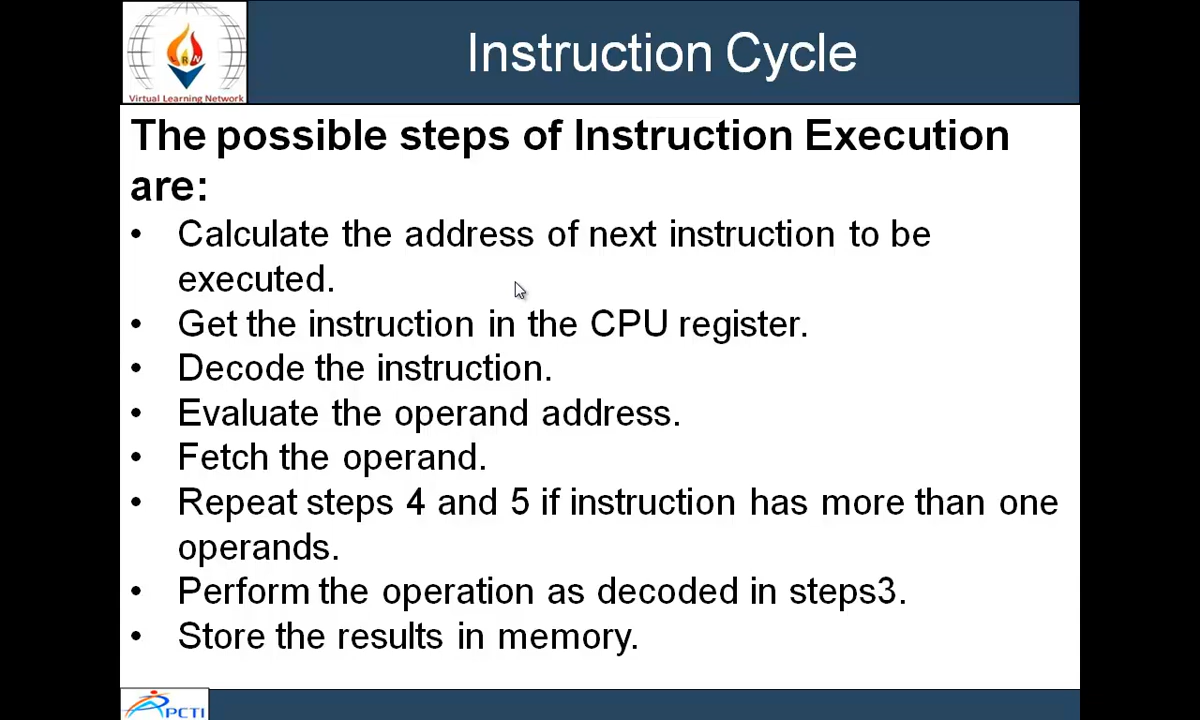 Instruction Cycle
Virtual Learning Network
The possible steps of Instruction Execution
are:
• Calculate the address of next instruction to be
executed.
• Get the instruction in the CPU register.
• Decode the instruction.
• Evaluate the operand address.
• Fetch the operand.
• Repeat steps 4 and 5 if instruction has more than one
operands.
• Perform the operation as decoded in steps3.
• Store the results in memory.
PCTI